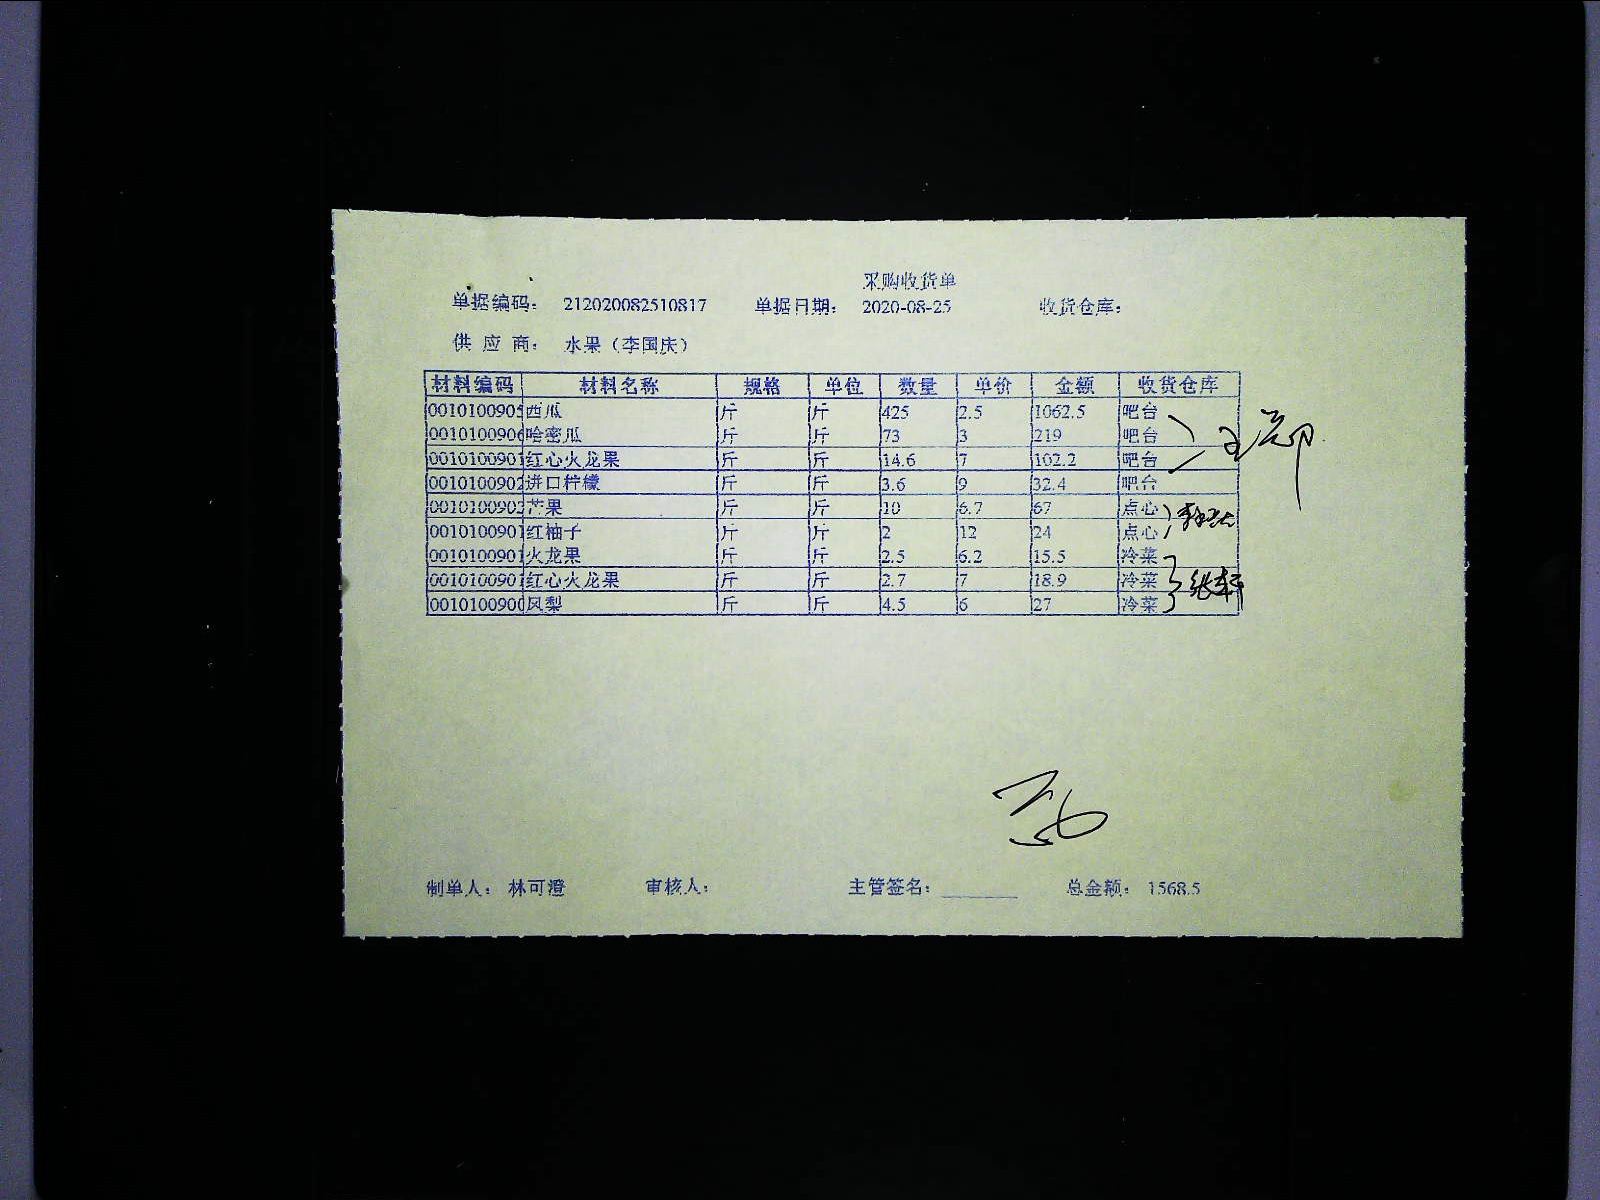 采购收货单
单据编码： 212020082510817 单据日期： 2020-08-25 收货仓库：
供 应 商： 水果（李国庆）
材料编码 材料名称 规格 单位 数量 单价 金额 收货仓库
0010100905 西瓜 斤 斤 425 2.5 1062.5 吧台
0010100906 哈密瓜 斤 斤 73 3 219 吧台
0010100901 红心火龙果 斤 斤 14.6 7 102.2 吧台
0010100902 进口柠檬 斤 斤 3.6 9 32.4 吧台
0010100903 芒果 斤 斤 10 6.7 67 点心
0010100901 红柚子 斤 斤 2 12 24 点心
0010100901 火龙果 斤 斤 2.5 6.2 15.5 冷菜
0010100901 红心火龙果 斤 斤 2.7 7 18.9 冷菜
0010100900 凤梨 斤 斤 4.5 6 27 冷菜
制单人： 林可澄 审核人： 主管签名： 总金额： 1568.5